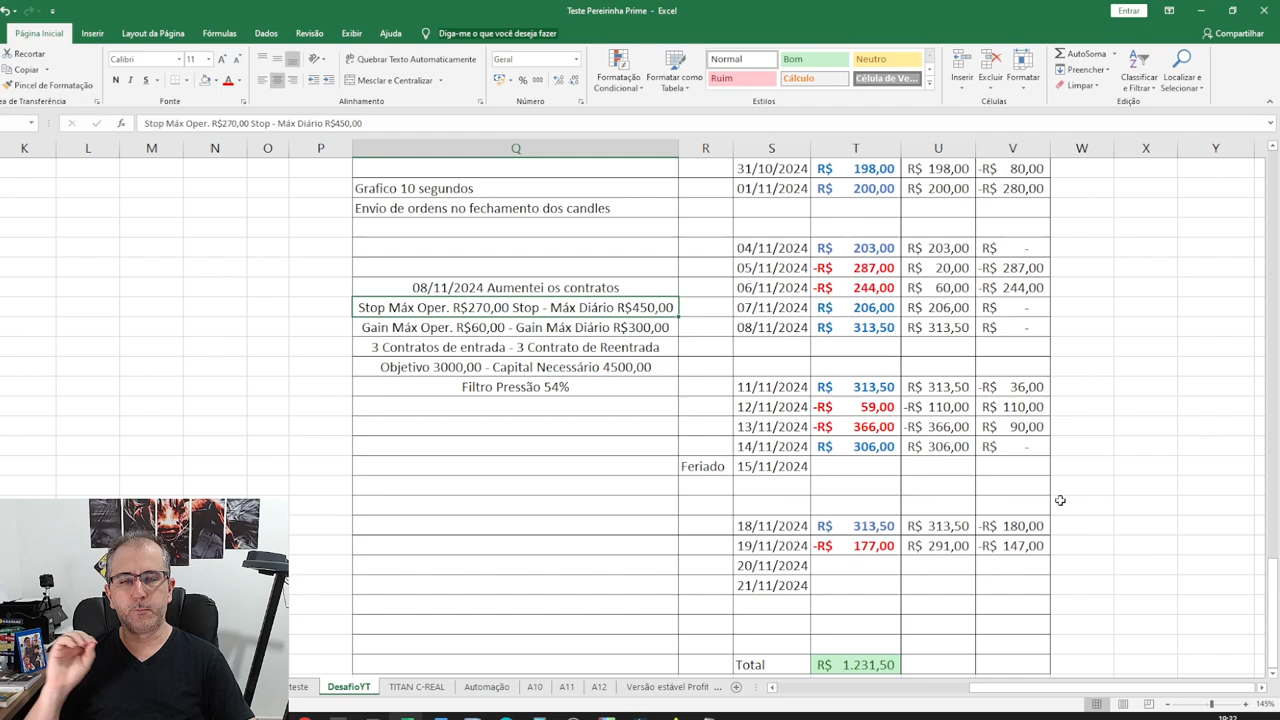 Teste Pereirinha Prime - Excel
Entrar
Página Inicial Inserir Layout da Página Fórmulas Dados Revisão Exibir Ajuda Diga-me o que você deseja fazer Compartilhar
Recortar
Copiar
Pincel de Formatação
a de Transferência
Calibri 11
N I S
Fonte
Quebrar Texto Automaticamente
Mesclar e Centralizar
Alinhamento
Geral
% 000
Número
Formatação Condicional
Formatar como Tabela
Normal Bom Neutro
Ruim Cálculo Célula de Ve...
Estilos
Inserir Excluir Formatar
Células
AutoSoma
Preencher
Limpar
Classificar e Filtrar
Localizar e Selecionar
Edição
fx Stop Máx Oper. R$270,00 Stop - Máx Diário R$450,00
K L M N O P Q R S T U V W X Y
31/10/2024 R$ 198,00 R$ 198,00 -R$ 80,00
Grafico 10 segundos 01/11/2024 R$ 200,00 R$ 200,00 -R$ 280,00
Envio de ordens no fechamento dos candles
04/11/2024 R$ 203,00 R$ 203,00 R$ -
05/11/2024 -R$ 287,00 R$ 20,00 -R$ 287,00
08/11/2024 Aumentei os contratos 06/11/2024 -R$ 244,00 R$ 60,00 -R$ 244,00
Stop Máx Oper. R$270,00 Stop - Máx Diário R$450,00 07/11/2024 R$ 206,00 R$ 206,00 R$ -
Gain Máx Oper. R$60,00 - Gain Máx Diário R$300,00 08/11/2024 R$ 313,50 R$ 313,50 R$ -
3 Contratos de entrada - 3 Contrato de Reentrada
Objetivo 3000,00 - Capital Necessário 4500,00
Filtro Pressão 54% 11/11/2024 R$ 313,50 R$ 313,50 -R$ 36,00
12/11/2024 -R$ 59,00 -R$ 110,00 R$ 110,00
13/11/2024 -R$ 366,00 -R$ 366,00 R$ 90,00
14/11/2024 R$ 306,00 R$ 306,00 R$ -
Feriado 15/11/2024
18/11/2024 R$ 313,50 R$ 313,50 -R$ 180,00
19/11/2024 -R$ 177,00 R$ 291,00 -R$ 147,00
20/11/2024
21/11/2024
Total R$ 1.231,50
teste DesafioYT TITAN C-REAL Automação A10 A11 A12 Versão estável Profit ...
145%